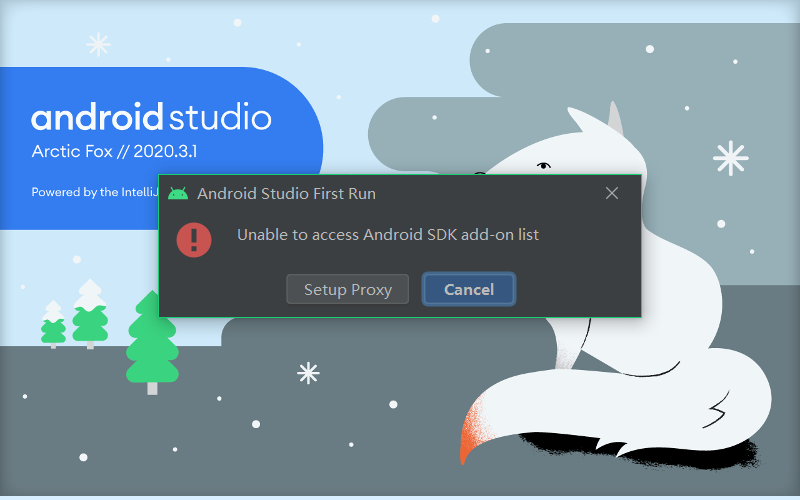 android studio
Arctic Fox // 2020.3.1
Powered by the IntelliJ
Android Studio First Run
Unable to access Android SDK add-on list
Setup Proxy
Cancel